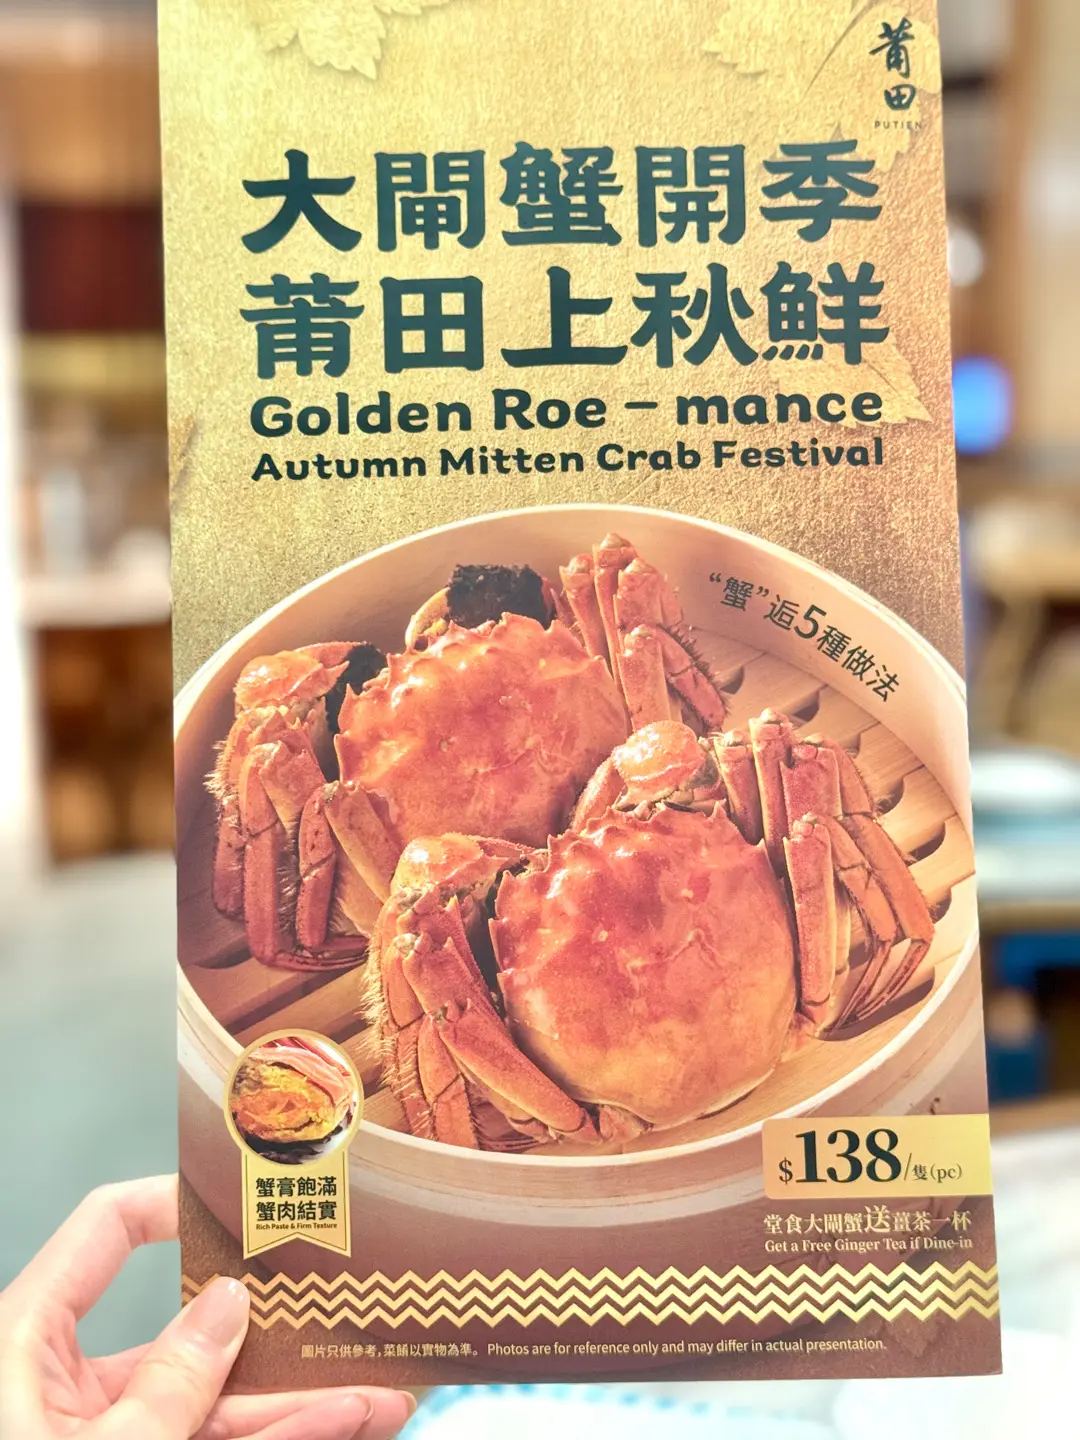 莆田
PUTIEN
大閘蟹開季
莆田上秋鮮
Golden Roe – mance
Autumn Mitten Crab Festival
“蟹”逅5種做法
蟹膏飽滿
蟹肉結實
Rich Paste & Firm Texture
$138/隻(pc)
堂食大閘蟹送薑茶一杯
Get a Free Ginger Tea if Dine-in
圖片只供參考,菜餚以實物為準。 Photos are for reference only and may differ in actual presentation.